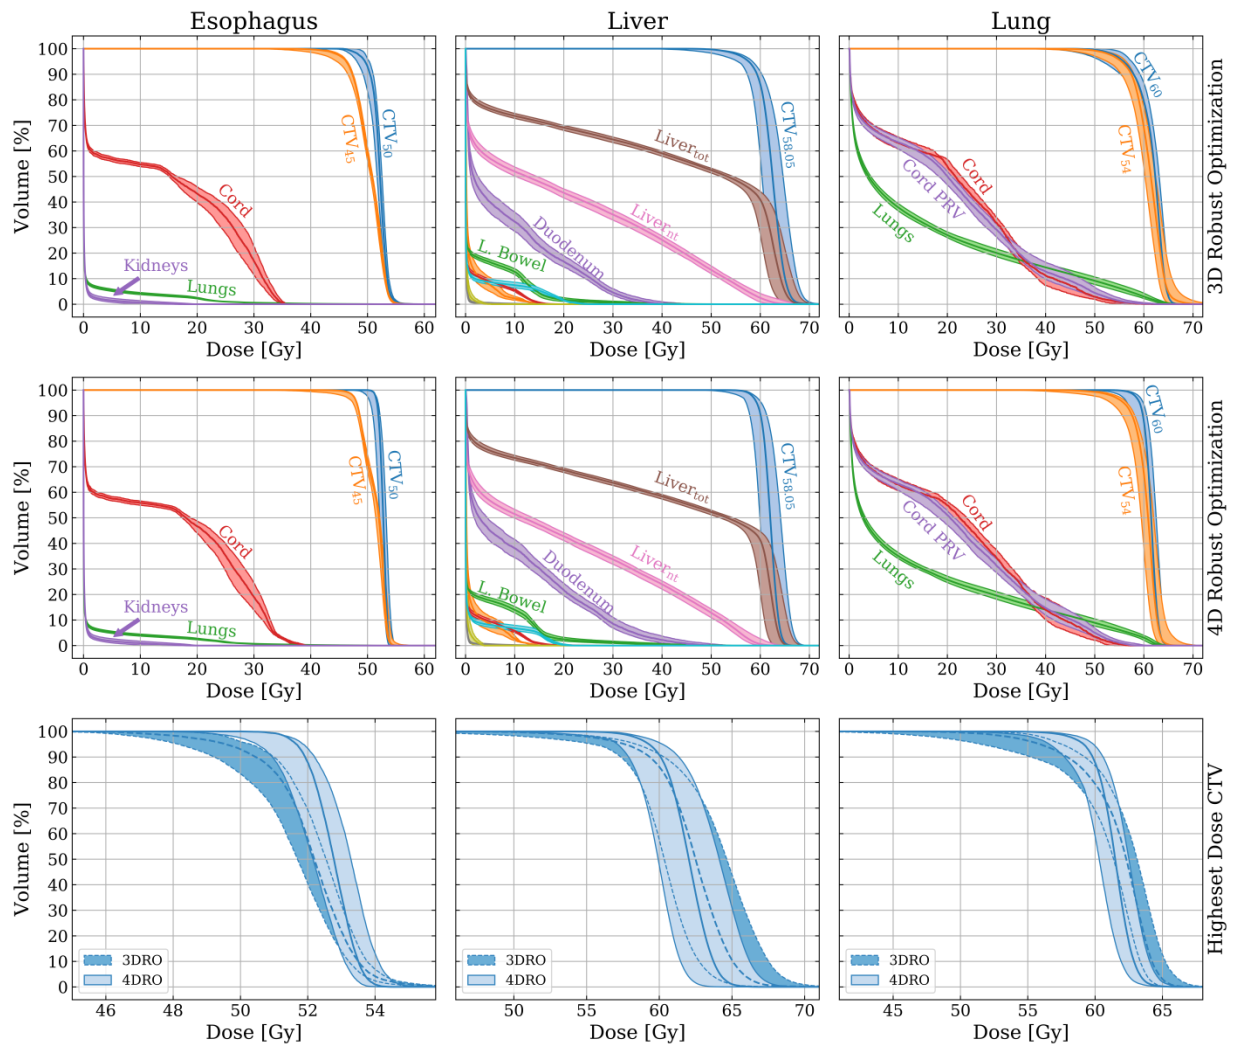 Esophagus
Liver
Lung
100
90
80
70
60
50
40
30
20
10
0
Volume [%]
CTV45
CTV50
Cord
Kidneys
Lungs
0 10 20 30 40 50 60
Dose [Gy]
CTV58.05
Livertot
Livernt
Duodenum
L. Bowel
0 10 20 30 40 50 60 70
Dose [Gy]
CTV60
CTV54
Cord
Cord PRV
Lungs
0 10 20 30 40 50 60 70
Dose [Gy]
3D Robust Optimization
100
90
80
70
60
50
40
30
20
10
0
Volume [%]
CTV45
CTV50
Cord
Kidneys
Lungs
0 10 20 30 40 50 60
Dose [Gy]
CTV58.05
Livertot
Livernt
Duodenum
L. Bowel
0 10 20 30 40 50 60 70
Dose [Gy]
CTV60
CTV54
Cord
Cord PRV
Lungs
0 10 20 30 40 50 60 70
Dose [Gy]
4D Robust Optimization
100
90
80
70
60
50
40
30
20
10
0
Volume [%]
3DRO
4DRO
46 48 50 52 54
Dose [Gy]
3DRO
4DRO
50 55 60 65 70
Dose [Gy]
3DRO
4DRO
45 50 55 60 65
Dose [Gy]
Higheset Dose CTV